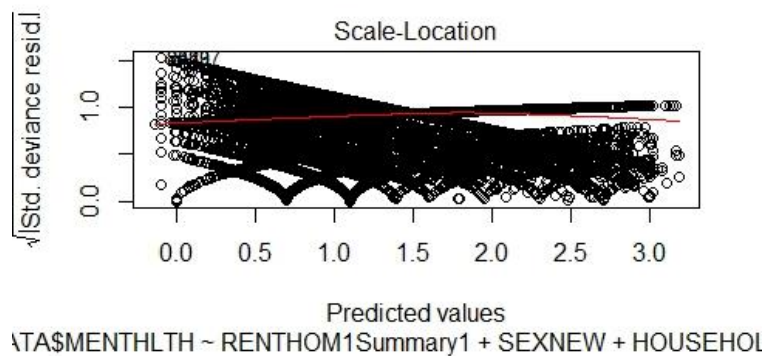 Scale-Location
√|Std. deviance resid.|
1.0
0.0
0.0 0.5 1.0 1.5 2.0 2.5 3.0
Predicted values
ATA$MENTHLTH ~ RENTHOM1Summary1 + SEXNEW + HOUSEHOL